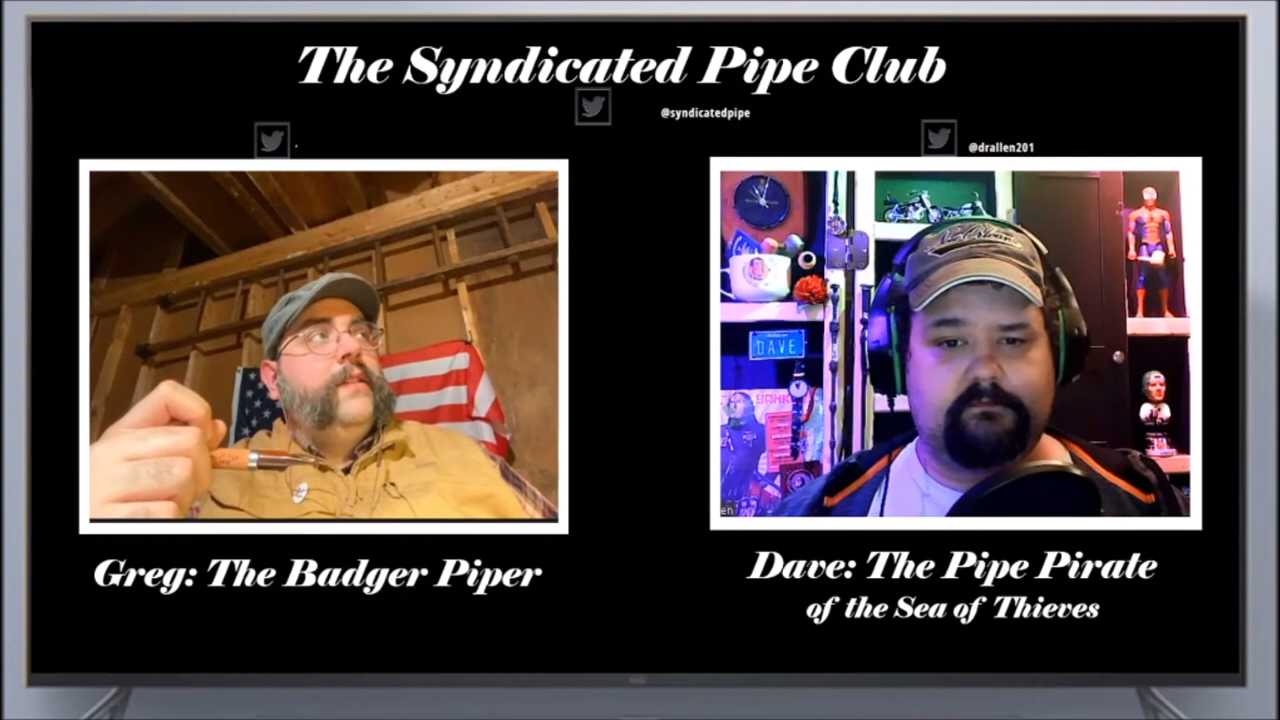 The Syndicated Pipe Club
@syndicatedpipe
@drallen201
DAVE
Greg: The Badger Piper
Dave: The Pipe Pirate
of the Sea of Thieves